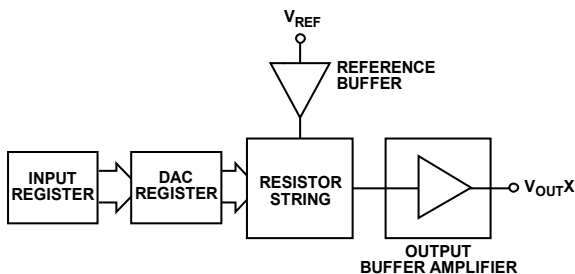 VREF
REFERENCE
BUFFER
INPUT
REGISTER
DAC
REGISTER
RESISTOR
STRING
VOUTX
OUTPUT
BUFFER AMPLIFIER